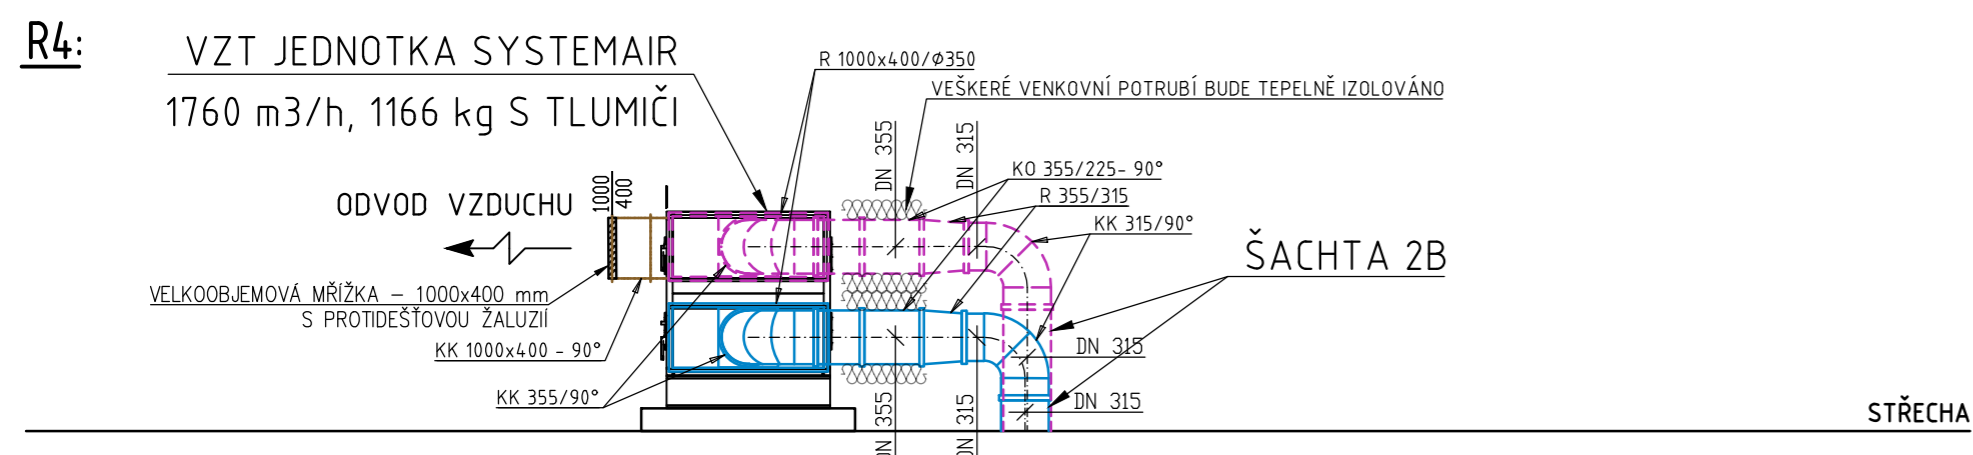 R4:
VZT JEDNOTKA SYSTEMAIR
1760 m3/h, 1166 kg S TLUMIČI
R 1000x400/Ø350
VEŠKERÉ VENKOVNÍ POTRUBÍ BUDE TEPELNĚ IZOLOVÁNO
DN 355
DN 315
KO 355/225- 90°
R 355/315
KK 315/90°
ŠACHTA 2B
ODVOD VZDUCHU
1000
400
VELKOOBJEMOVÁ MŘÍŽKA – 1000x400 mm
S PROTIDEŠŤOVOU ŽALUZIÍ
KK 1000x400 - 90°
KK 355/90°
DN 315
DN 315
DN 355
DN 315
STŘECHA